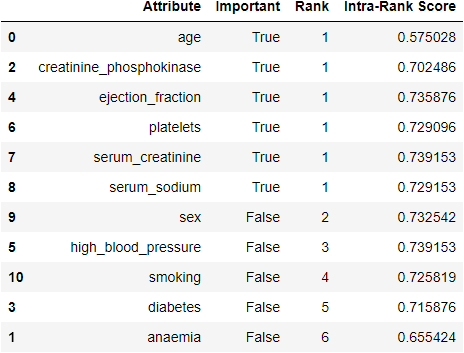 Attribute Important Rank Intra-Rank Score
0 age True 1 0.575028
2 creatinine_phosphokinase True 1 0.702486
4 ejection_fraction True 1 0.735876
6 platelets True 1 0.729096
7 serum_creatinine True 1 0.739153
8 serum_sodium True 1 0.729153
9 sex False 2 0.732542
5 high_blood_pressure False 3 0.739153
10 smoking False 4 0.725819
3 diabetes False 5 0.715876
1 anaemia False 6 0.655424